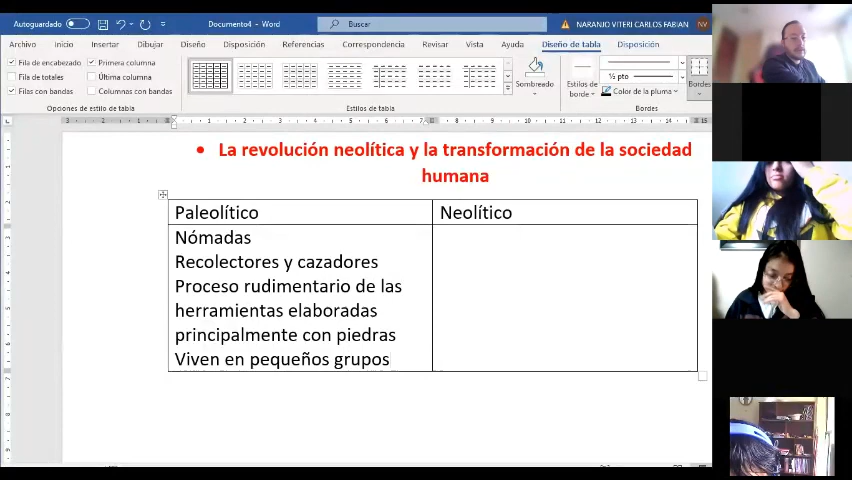 Autoguardado
Documento4 - Word
Buscar
NARANJO VITERI CARLOS FABIAN
NV
Archivo Inicio Insertar Dibujar Diseño Disposición Referencias Correspondencia Revisar Vista Ayuda Diseño de tabla Disposición
Fila de encabezado Primera columna
Fila de totales Última columna
Filas con bandas Columnas con bandas
Opciones de estilo de tabla
Estilos de tabla
Sombreado
Estilos de borde
½ pto
Color de la pluma
Bordes
Bordes
• La revolución neolítica y la transformación de la sociedad
humana
Paleolítico Neolítico
Nómadas
Recolectores y cazadores
Proceso rudimentario de las
herramientas elaboradas
principalmente con piedras
Viven en pequeños grupos